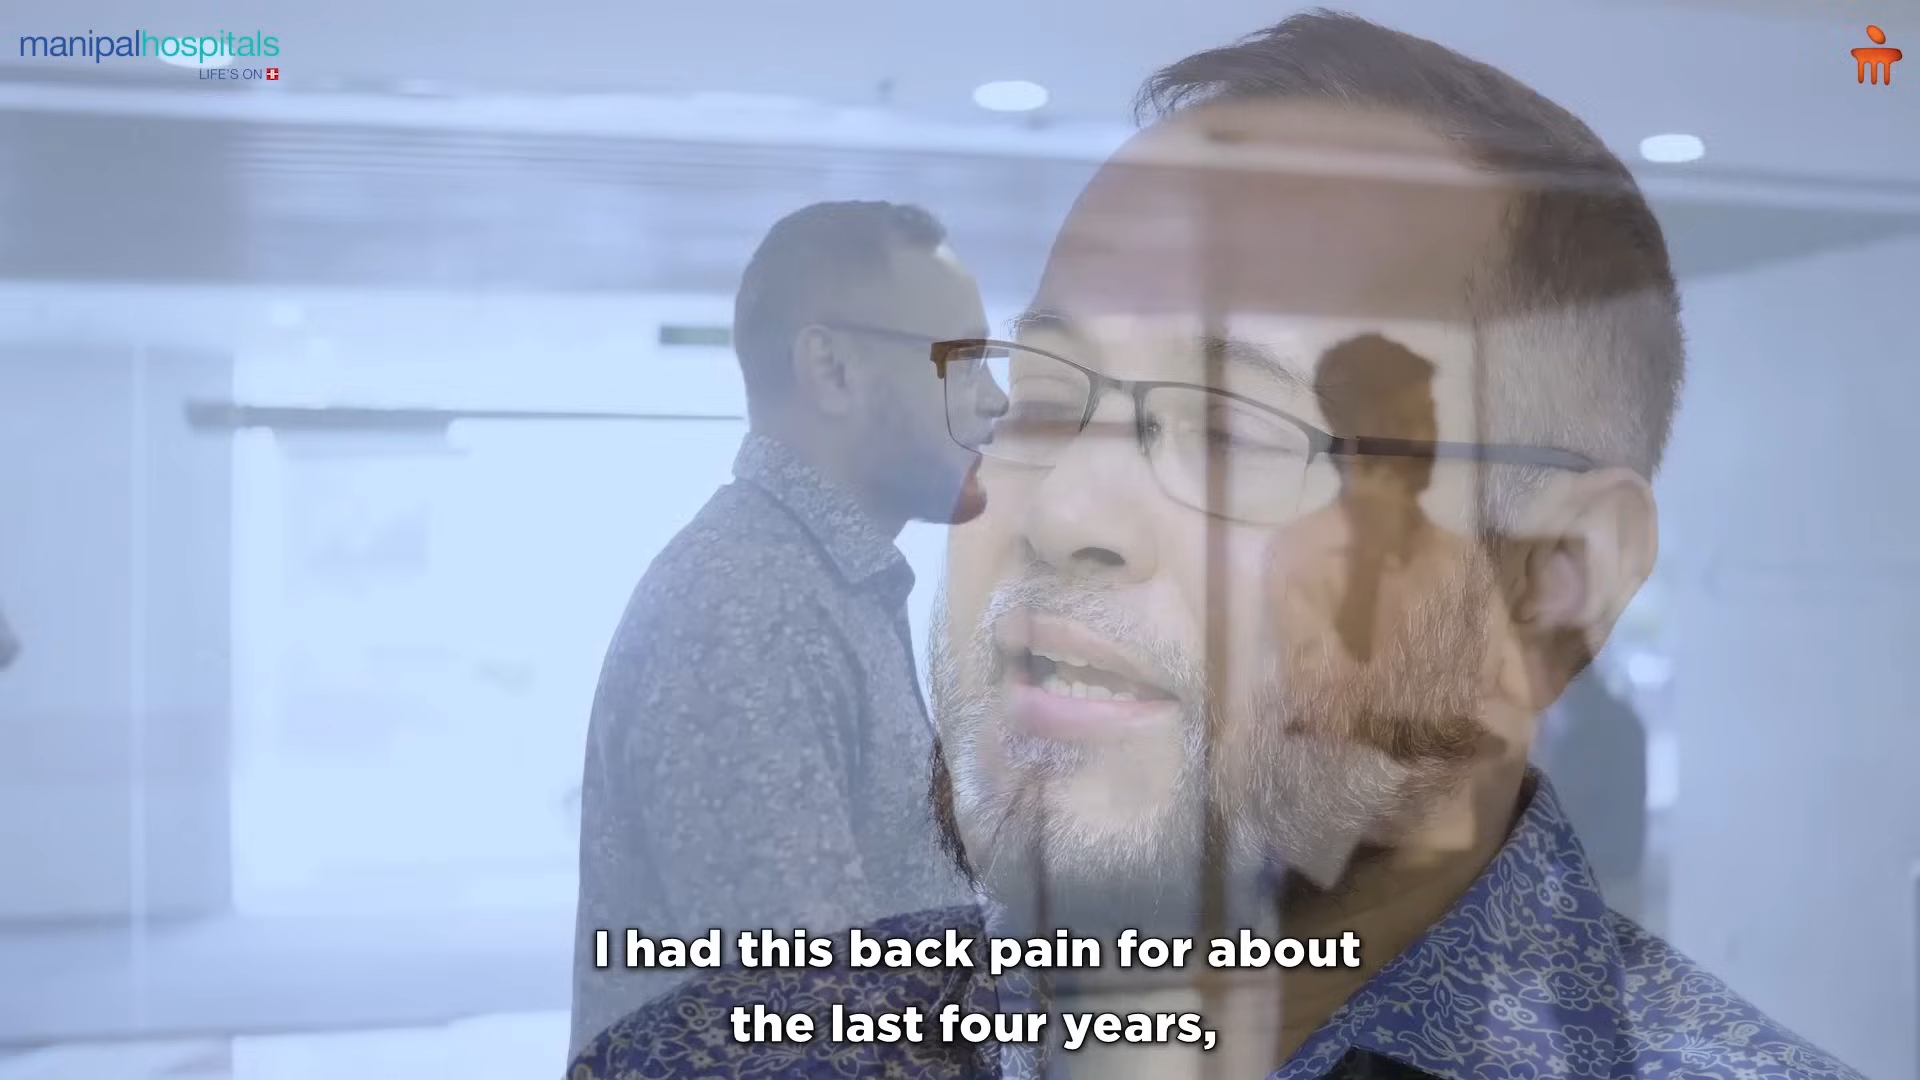 manipalhospitals
LIFE'S ON
I had this back pain for about
the last four years,